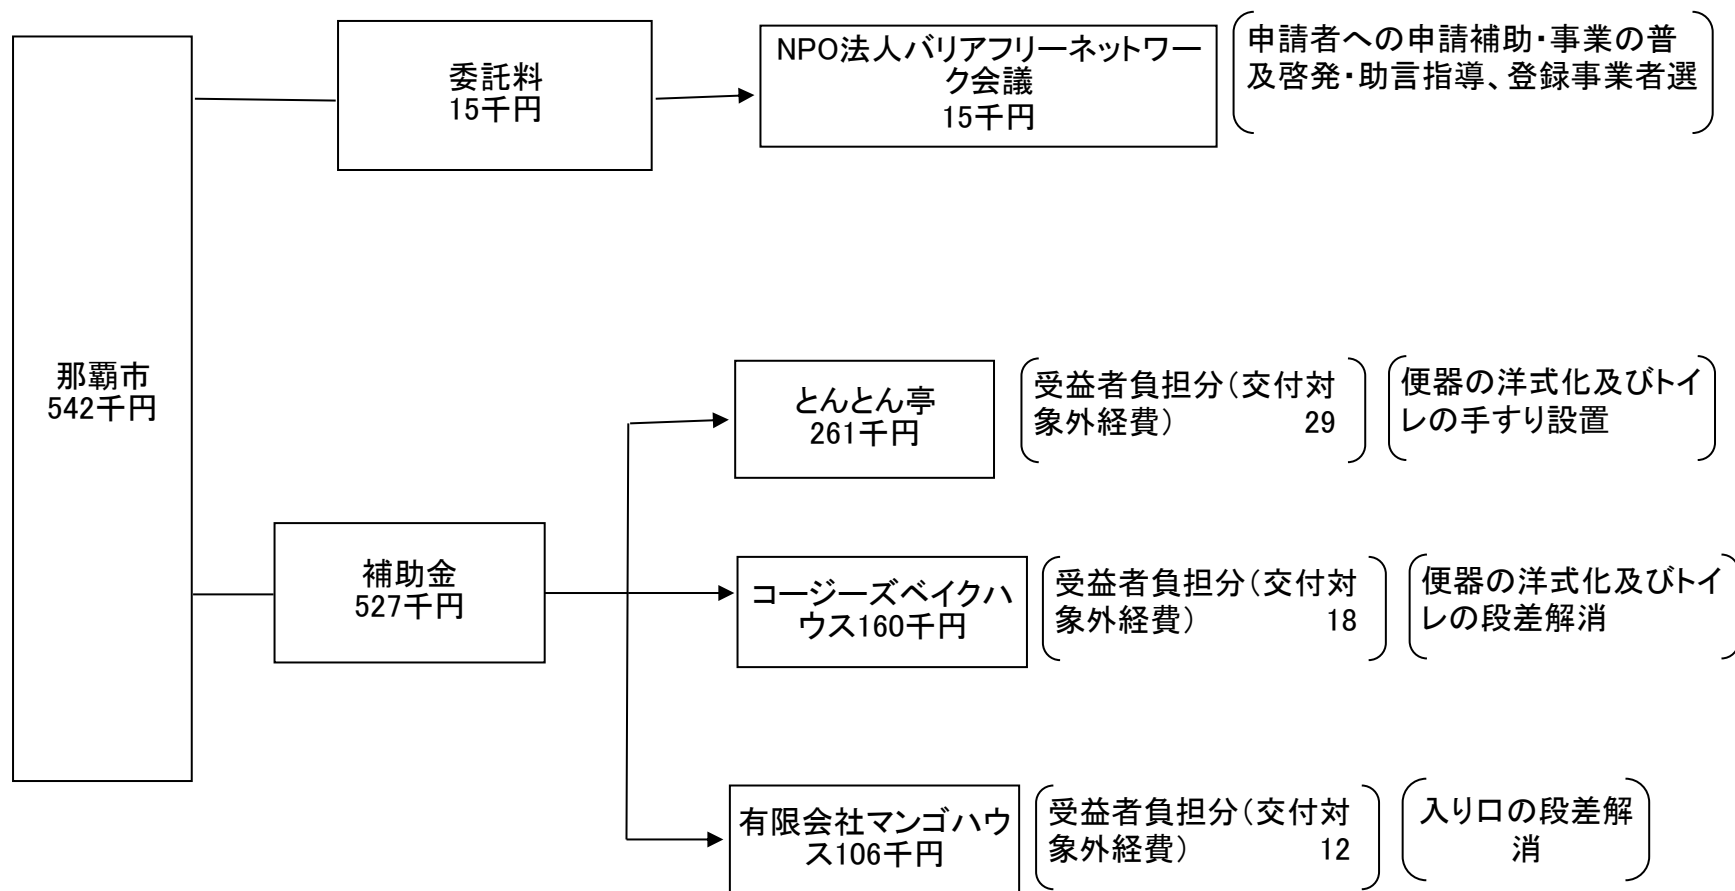 那覇市
542千円
委託料
15千円
NPO法人バリアフリーネットワー
ク会議
15千円
申請者への申請補助・事業の普
及啓発・助言指導、登録事業者選
補助金
527千円
とんとん亭
261千円
受益者負担分（交付対
象外経費） 29
便器の洋式化及びトイ
レの手すり設置
コージーズベイクハ
ウス160千円
受益者負担分（交付対
象外経費） 18
便器の洋式化及びトイ
レの段差解消
有限会社マンゴハウ
ス106千円
受益者負担分（交付対
象外経費） 12
入り口の段差解
消